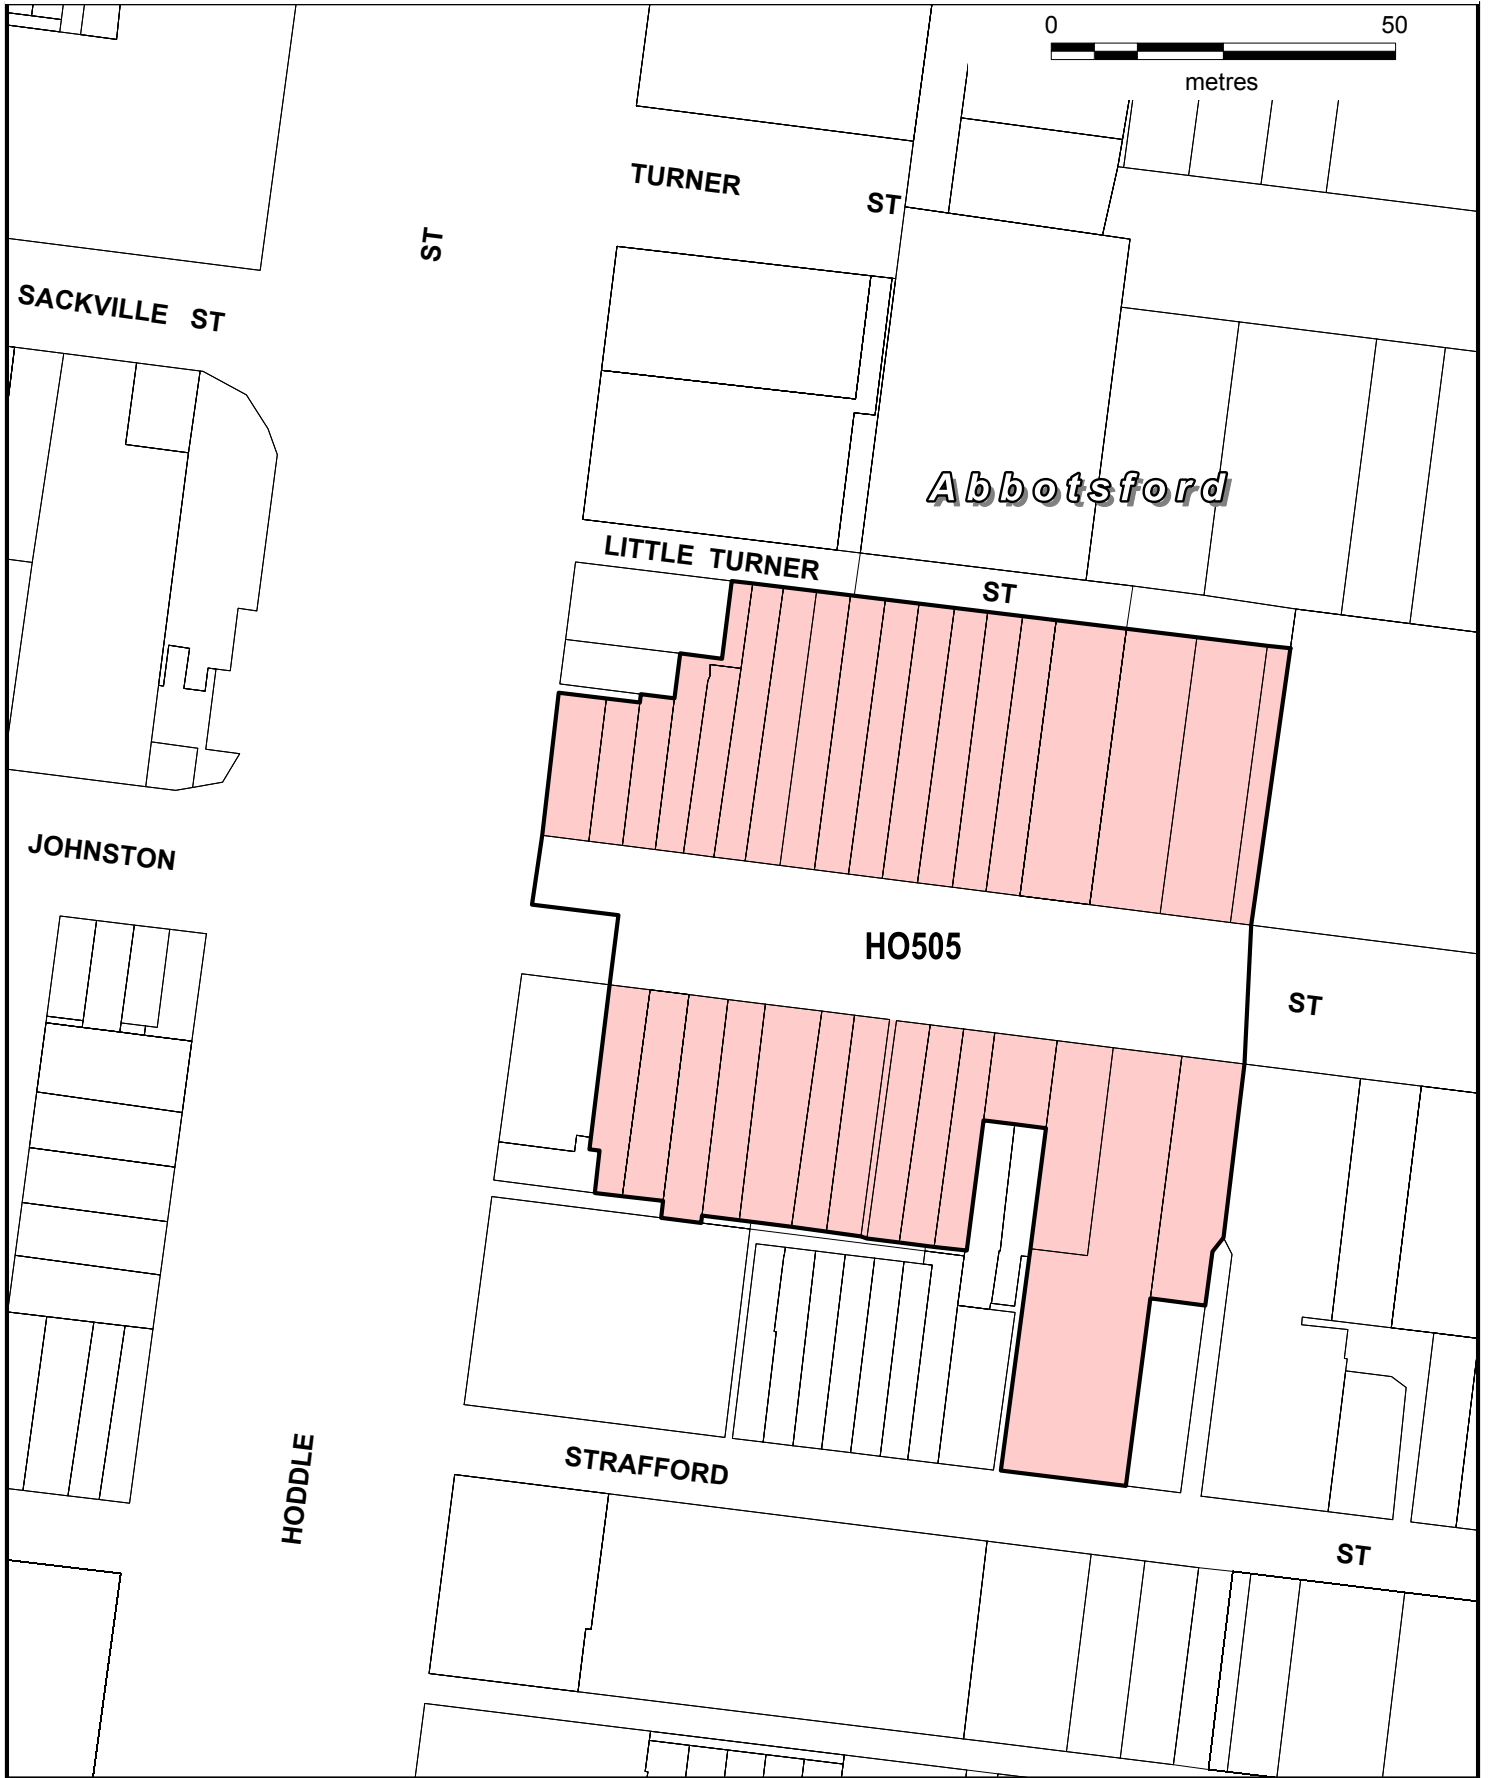 0 50
metres
TURNER ST
ST
SACKVILLE ST
Abbotsford
LITTLE TURNER ST
JOHNSTON
HO505
ST
HODDLE
STRAFFORD
ST